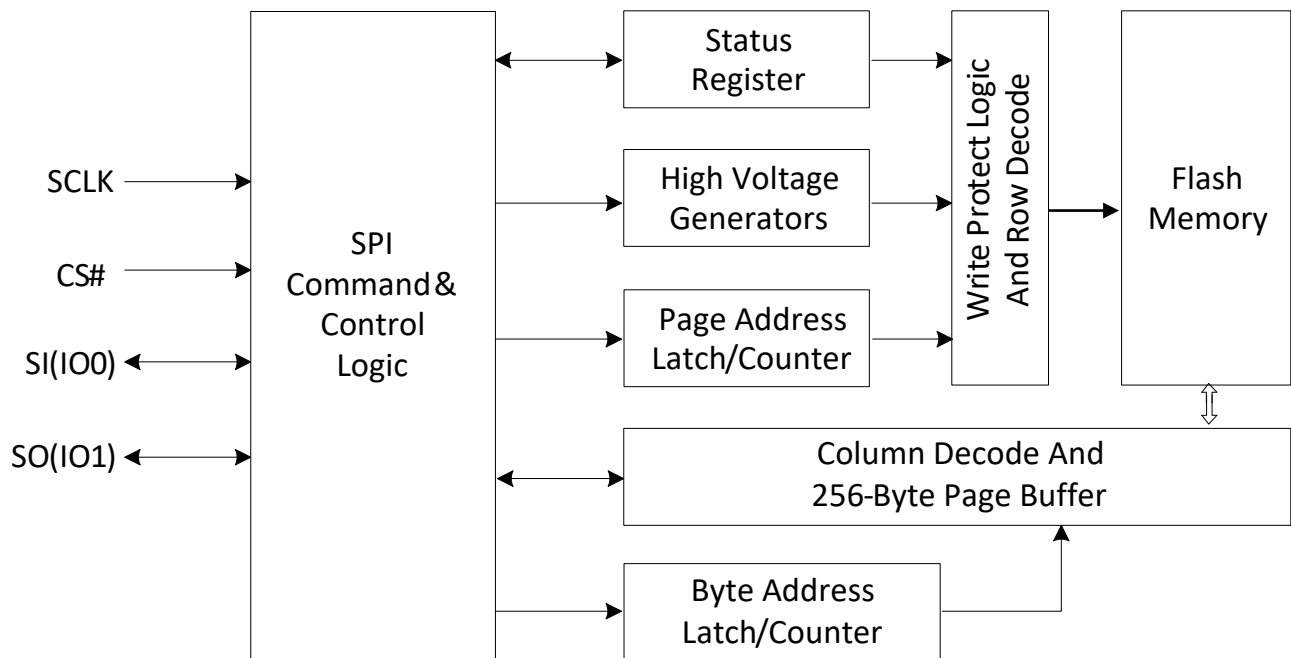 SCLK
CS#
SI(IO0)
SO(IO1)
SPI
Command &
Control
Logic
Status
Register
High Voltage
Generators
Page Address
Latch/Counter
Write Protect Logic
And Row Decode
Flash
Memory
Column Decode And
256-Byte Page Buffer
Byte Address
Latch/Counter